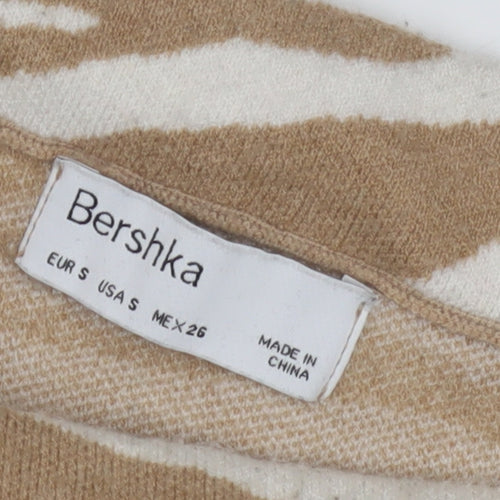 Bershka
EUR S USA S MEX 26
MADE IN
CHINA